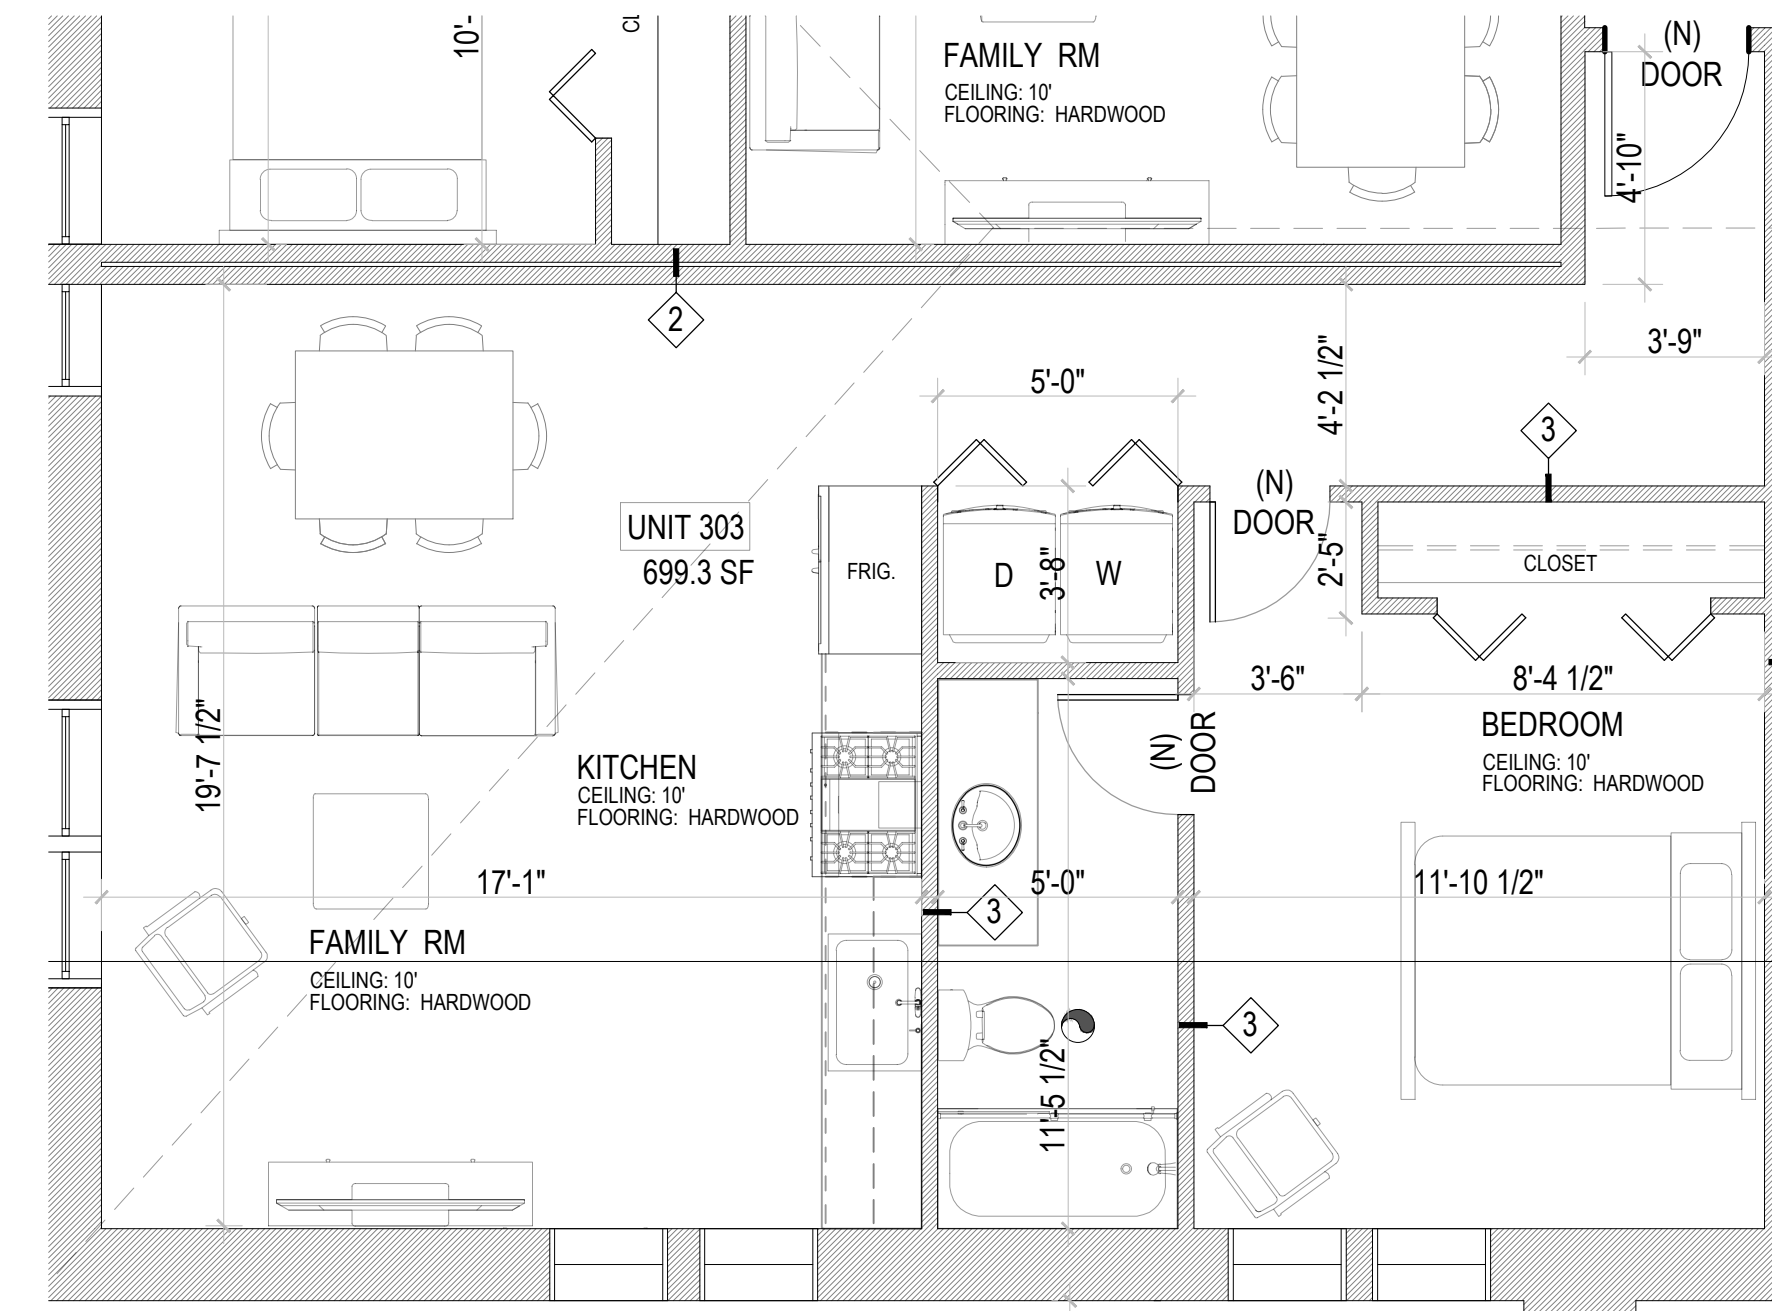 10'-
CL
FAMILY RM
CEILING: 10'
FLOORING: HARDWOOD
(N)
DOOR
4'-10"
2
3'-9"
5'-0"
4'-2 1/2"
3
(N)
DOOR
UNIT 303
699.3 SF
FRIG.
D
3'-8"
W
2'-5"
CLOSET
3'-6"
8'-4 1/2"
19'-7 1/2"
(N)
DOOR
BEDROOM
CEILING: 10'
FLOORING: HARDWOOD
KITCHEN
CEILING: 10'
FLOORING: HARDWOOD
17'-1"
5'-0"
11'-10 1/2"
3
FAMILY RM
CEILING: 10'
FLOORING: HARDWOOD
3
11'-5 1/2"